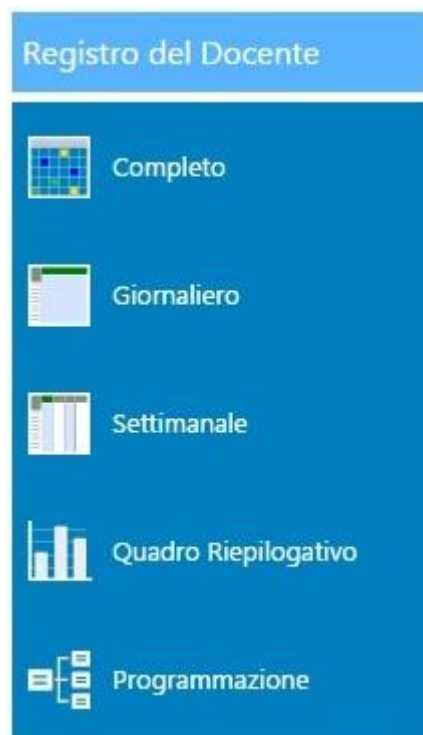 Registro del Docente
Completo
Giornaliero
Settimanale
Quadro Riepilogativo
Programmazione